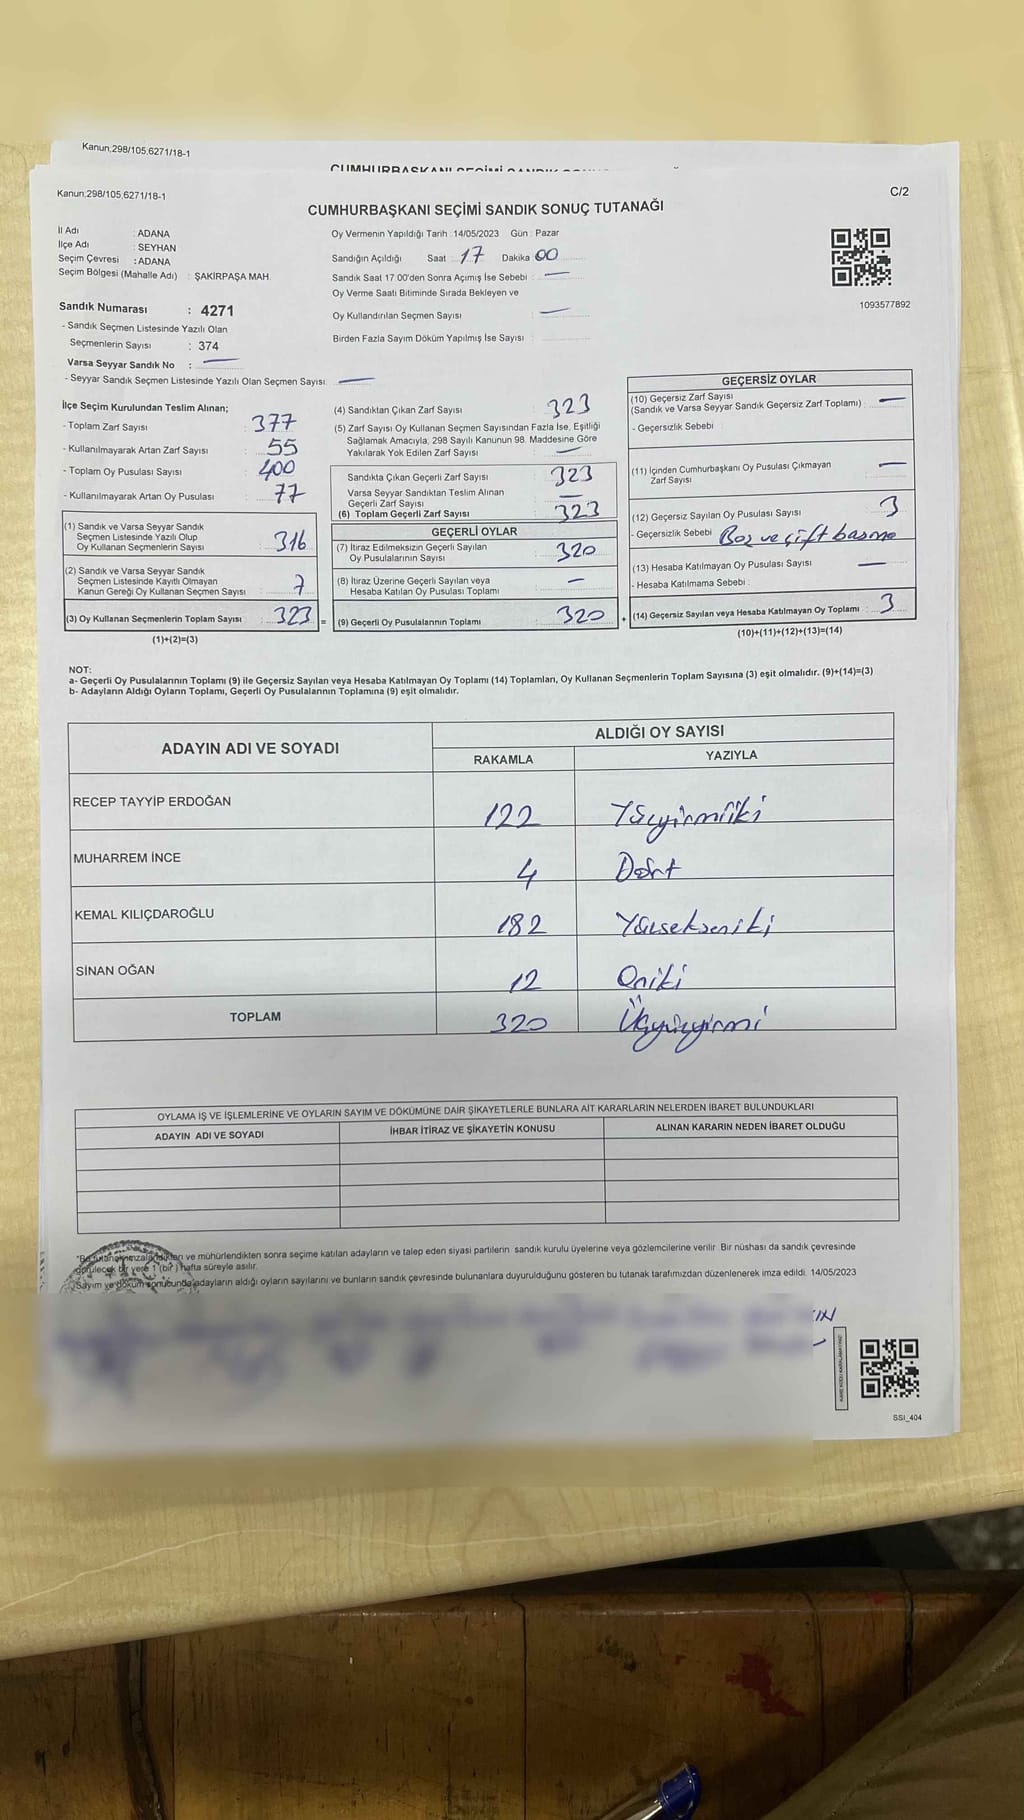 Kanun,298/105,6271/18-1
CUMHURBAŞKANI SEÇİMİ
Kanun,298/105,6271/18-1
C/2
CUMHURBAŞKANI SEÇİMİ SANDIK SONUÇ TUTANAĞI
İl Adı : ADANA
İlçe Adı : SEYHAN
Seçim Çevresi : ADANA
Seçim Bölgesi (Mahalle Adı) : ŞAKİRPAŞA MAH.
Sandık Numarası : 4271
- Sandık Seçmen Listesinde Yazılı Olan
Seçmenlerin Sayısı : 374
Varsa Seyyar Sandık No : —
- Seyyar Sandık Seçmen Listesinde Yazılı Olan Seçmen Sayısı: —
Oy Vermenin Yapıldığı Tarih : 14/05/2023 Gün : Pazar
Sandığın Açıldığı Saat 17 Dakika 00
Sandık Saat 17.00'den Sonra Açımış İse Sebebi : —
Oy Verme Saati Bitiminde Sırada Bekleyen ve
Oy Kullandırılan Seçmen Sayısı : —
Birden Fazla Sayım Döküm Yapılmış İse Sayısı :
1093577892
İlçe Seçim Kurulundan Teslim Alınan;
- Toplam Zarf Sayısı : 377
- Kullanılmayarak Artan Zarf Sayısı : 55
- Toplam Oy Pusulası Sayısı : 400
- Kullanılmayarak Artan Oy Pusulası : 77
(1) Sandık ve Varsa Seyyar Sandık
Seçmen Listesinde Yazılı Olup
Oy Kullanan Seçmenlerin Sayısı : 316
(2) Sandık ve Varsa Seyyar Sandık
Seçmen Listesinde Kayıtlı Olmayan
Kanun Gereği Oy Kullanan Seçmen Sayısı : 7
(3) Oy Kullanan Seçmenlerin Toplam Sayısı : 323 =
(1)+(2)=(3)
(4) Sandıktan Çıkan Zarf Sayısı : 323
(5) Zarf Sayısı Oy Kullanan Seçmen Sayısından Fazla İse, Eşitliği
Sağlamak Amacıyla, 298 Sayılı Kanunun 98. Maddesine Göre
Yakılarak Yok Edilen Zarf Sayısı : —
Sandıkta Çıkan Geçerli Zarf Sayısı : 323
Varsa Seyyar Sandıktan Teslim Alınan
Geçerli Zarf Sayısı : —
(6) Toplam Geçerli Zarf Sayısı : 323
GEÇERLİ OYLAR
(7) İtiraz Edilmeksizin Geçerli Sayılan
Oy Pusulalarının Sayısı : 320
(8) İtiraz Üzerine Geçerli Sayılan veya
Hesaba Katılan Oy Pusulası Toplamı : —
(9) Geçerli Oy Pusulalarının Toplamı : 320 +
GEÇERSİZ OYLAR
(10) Geçersiz Zarf Sayısı
(Sandık ve Varsa Seyyar Sandık Geçersiz Zarf Toplamı) : —
- Geçersizlik Sebebi :
(11) İçinden Cumhurbaşkanı Oy Pusulası Çıkmayan
Zarf Sayısı : —
(12) Geçersiz Sayılan Oy Pusulası Sayısı : 3
- Geçersizlik Sebebi : Boş ve çift basma
(13) Hesaba Katılmayan Oy Pusulası Sayısı : —
- Hesaba Katılmama Sebebi :
(14) Geçersiz Sayılan veya Hesaba Katılmayan Oy Toplamı : 3
(10)+(11)+(12)+(13)=(14)
NOT:
a- Geçerli Oy Pusulalarının Toplamı (9) ile Geçersiz Sayılan veya Hesaba Katılmayan Oy Toplamı (14) Toplamları, Oy Kullanan Seçmenlerin Toplam Sayısına (3) eşit olmalıdır. (9)+(14)=(3)
b- Adayların Aldığı Oyların Toplamı, Geçerli Oy Pusulalarının Toplamına (9) eşit olmalıdır.
ADAYIN ADI VE SOYADI
ALDIĞI OY SAYISI
RAKAMLA YAZIYLA
RECEP TAYYİP ERDOĞAN 122 Yüzyirmiiki
MUHARREM İNCE 4 Dört
KEMAL KILIÇDAROĞLU 182 Yüzsekseniki
SİNAN OĞAN 12 Oniki
TOPLAM 320 Üçyüzyirmi
OYLAMA İŞ VE İŞLEMLERİNE VE OYLARIN SAYIM VE DÖKÜMÜNE DAİR ŞİKAYETLERLE BUNLARA AİT KARARLARIN NELERDEN İBARET BULUNDUKLARI
ADAYIN ADI VE SOYADI İHBAR İTİRAZ VE ŞİKAYETİN KONUSU ALINAN KARARIN NEDEN İBARET OLDUĞU
*Bu tutanak imzalandıktan ve mühürlendikten sonra seçime katılan adayların ve talep eden siyasi partilerin sandık kurulu üyelerine veya gözlemcilerine verilir. Bir nüshası da sandık çevresinde
görülecek bir yere 1 (bir ) hafta süreyle asılır.
Sayım ve döküm sonucunda adayların aldığı oyların sayılarını ve bunların sandık çevresinde bulunanlara duyurulduğunu gösteren bu tutanak tarafımızdan düzenlenerek imza edildi. 14/05/2023
SSI_404